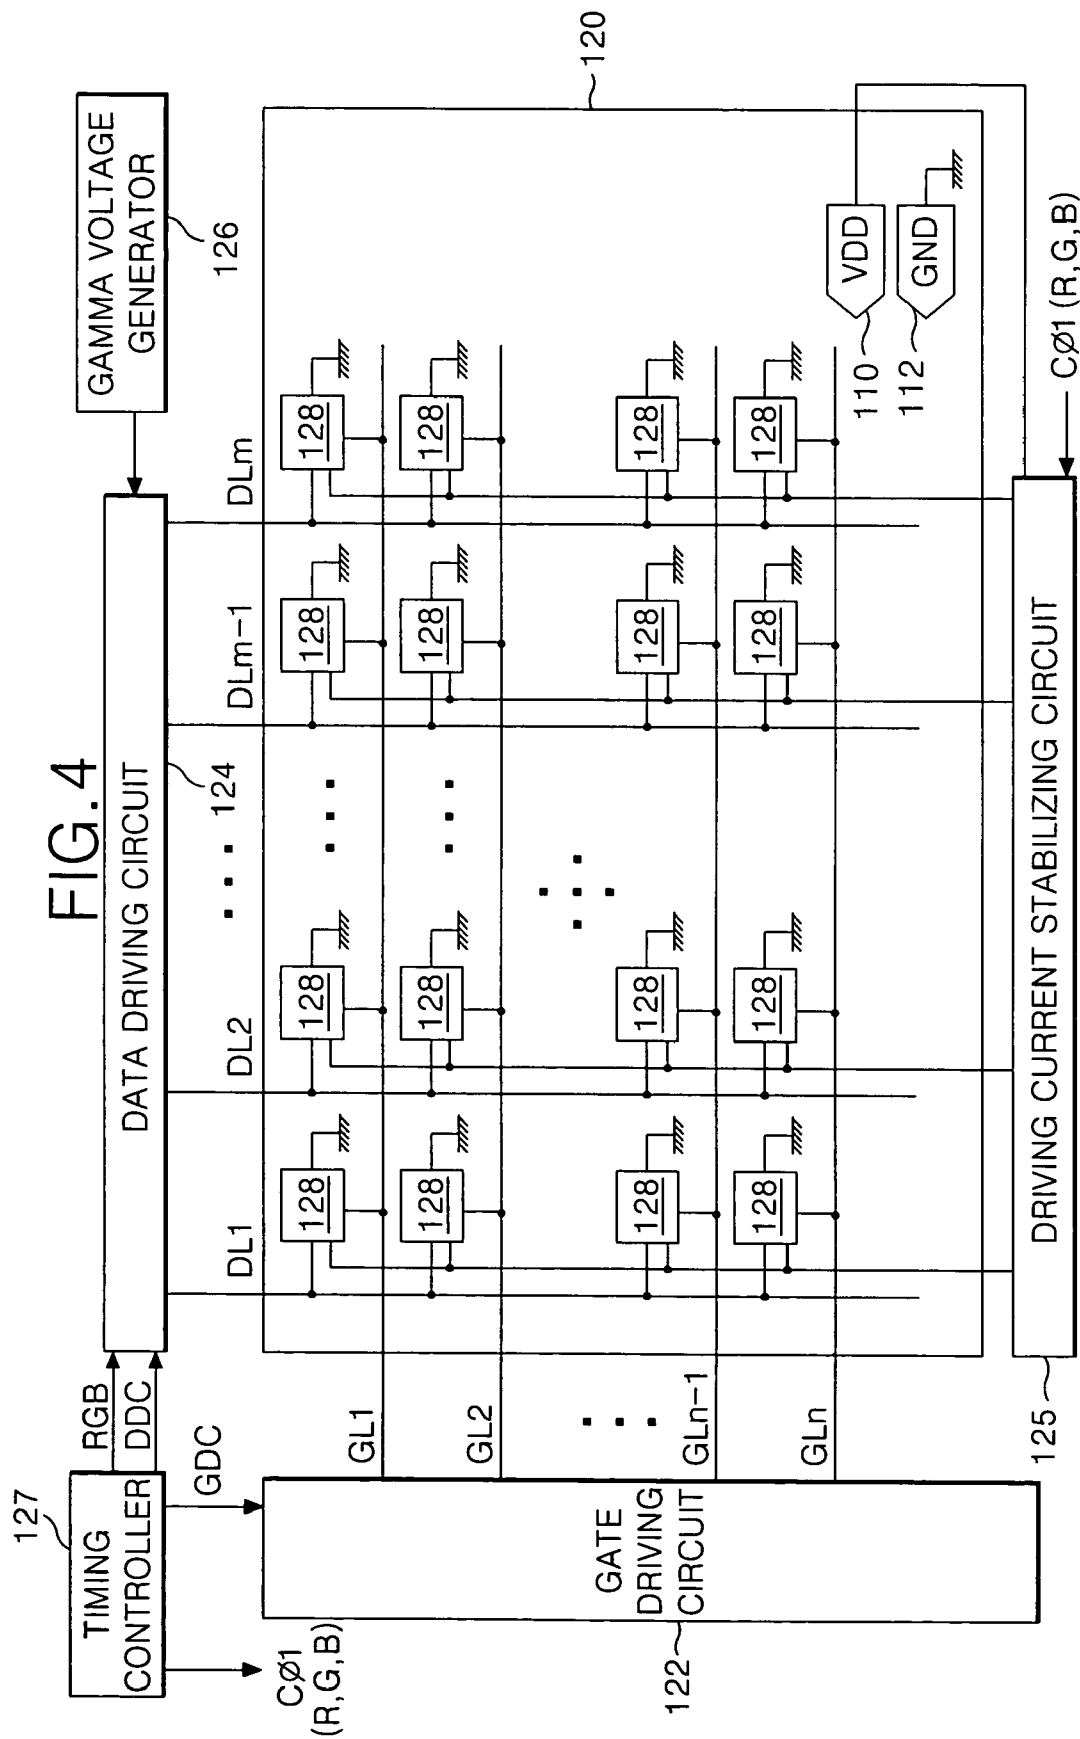 FIG.4
127
TIMING
CONTROLLER
RGB
DDC
GDC
CØ1
(R,G,B)
DATA DRIVING CIRCUIT
124
GAMMA VOLTAGE
GENERATOR
126
120
DL1
DL2
DLm-1
DLm
GL1
128
128
128
128
GL2
128
128
128
128
GLn-1
128
128
128
128
GLn
128
128
128
128
GATE
DRIVING
CIRCUIT
122
VDD
110
GND
112
DRIVING CURRENT STABILIZING CIRCUIT
125
CØ1 (R,G,B)